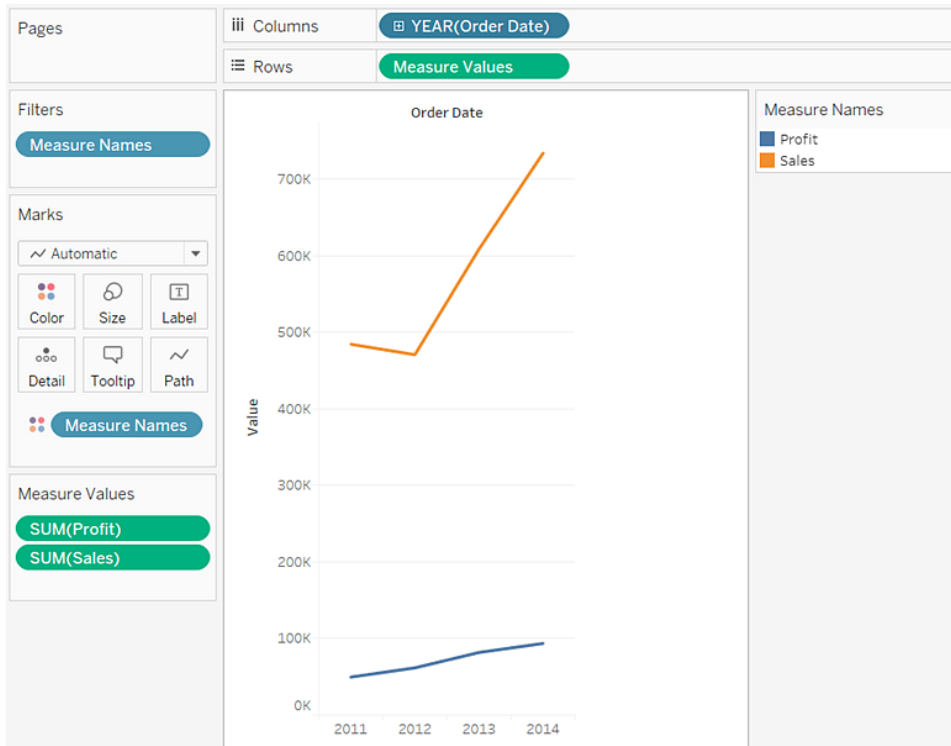 Pages
Columns
YEAR(Order Date)
Rows
Measure Values
Filters
Measure Names
Marks
Automatic
Color
Size
Label
Detail
Tooltip
Path
Measure Names
Measure Values
SUM(Profit)
SUM(Sales)
Order Date
700K
600K
500K
400K
300K
200K
100K
0K
Value
2011 2012 2013 2014
Measure Names
Profit
Sales